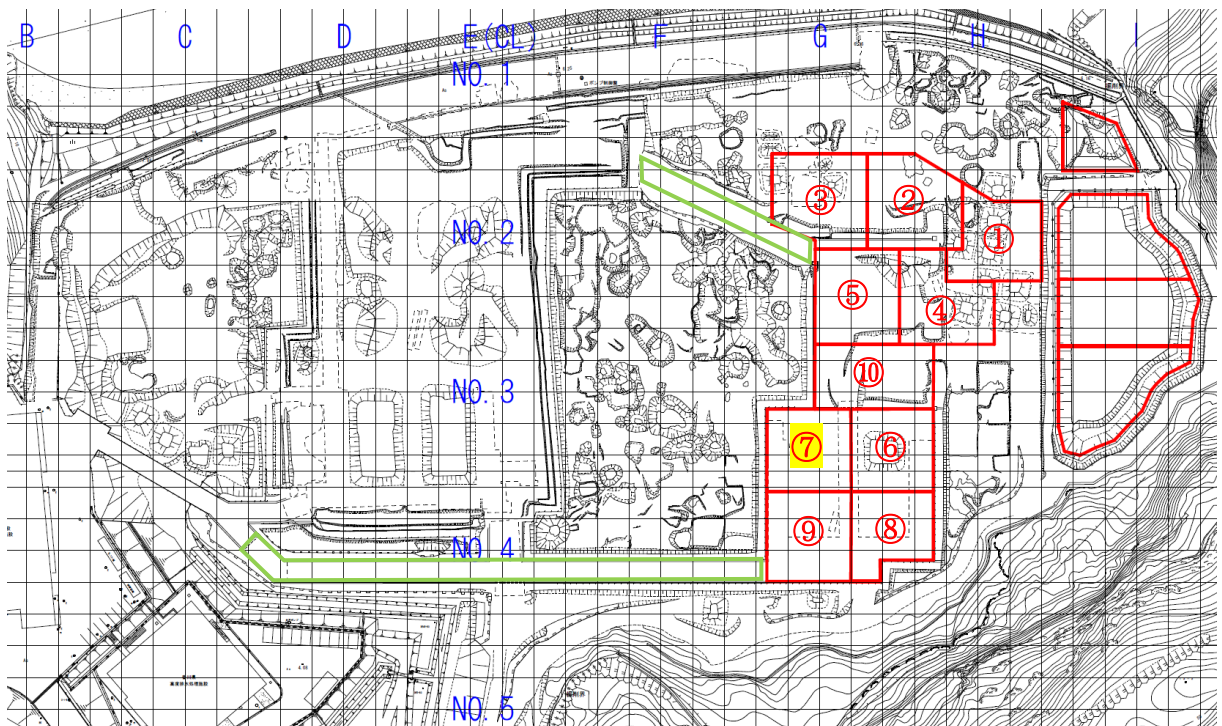 B C D E(CL) F G H I
NO.1
③ ② ①
NO.2
⑤ ④
⑩
NO.3
⑦ ⑥
⑨ ⑧
NO.4
NO.5